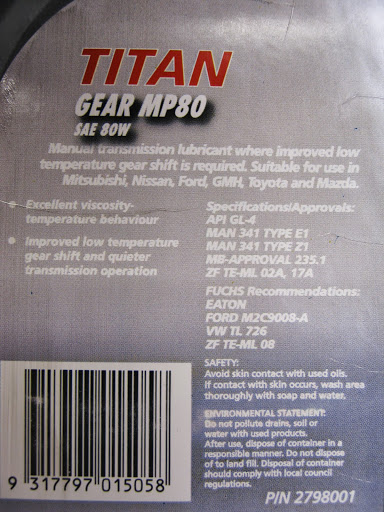 TITAN
GEAR MP80
SAE 80W
Manual transmission lubricant where improved low
temperature gear shift is required. Suitable for use in
Mitsubishi, Nissan, Ford, GMH, Toyota and Mazda.
Excellent viscosity-
temperature behaviour
• Improved low temperature
gear shift and quieter
transmission operation
Specifications/Approvals:
API GL-4
MAN 341 TYPE E1
MAN 341 TYPE Z1
MB-APPROVAL 235.1
ZF TE-ML 02A, 17A
FUCHS Recommendations:
EATON
FORD M2C9008-A
VW TL 726
ZF TE-ML 08
SAFETY:
Avoid skin contact with used oils.
If contact with skin occurs, wash area
thoroughly with soap and water.
ENVIRONMENTAL STATEMENT:
Do not pollute drains, soil or
water with used products.
After use, dispose of container in a
responsible manner. Do not dispose
of to land fill. Disposal of container
should comply with local council
regulations.
9 317797 015058
P/N 2798001